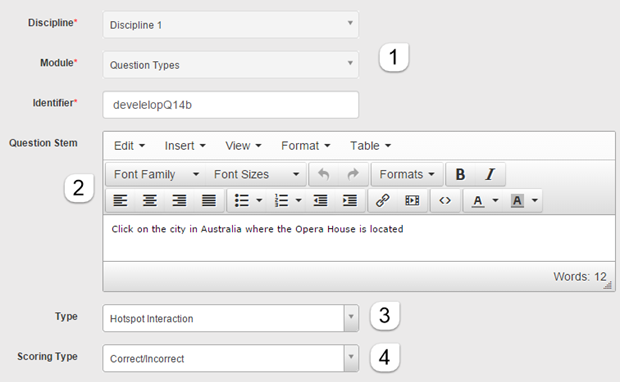 Discipline* Discipline 1
Module* Question Types 1
Identifier* develelopQ14b
Question Stem Edit Insert View Format Table
Font Family Font Sizes Formats B I
2 A A
Click on the city in Australia where the Opera House is located
Words: 12
Type Hotspot Interaction 3
Scoring Type Correct/Incorrect 4